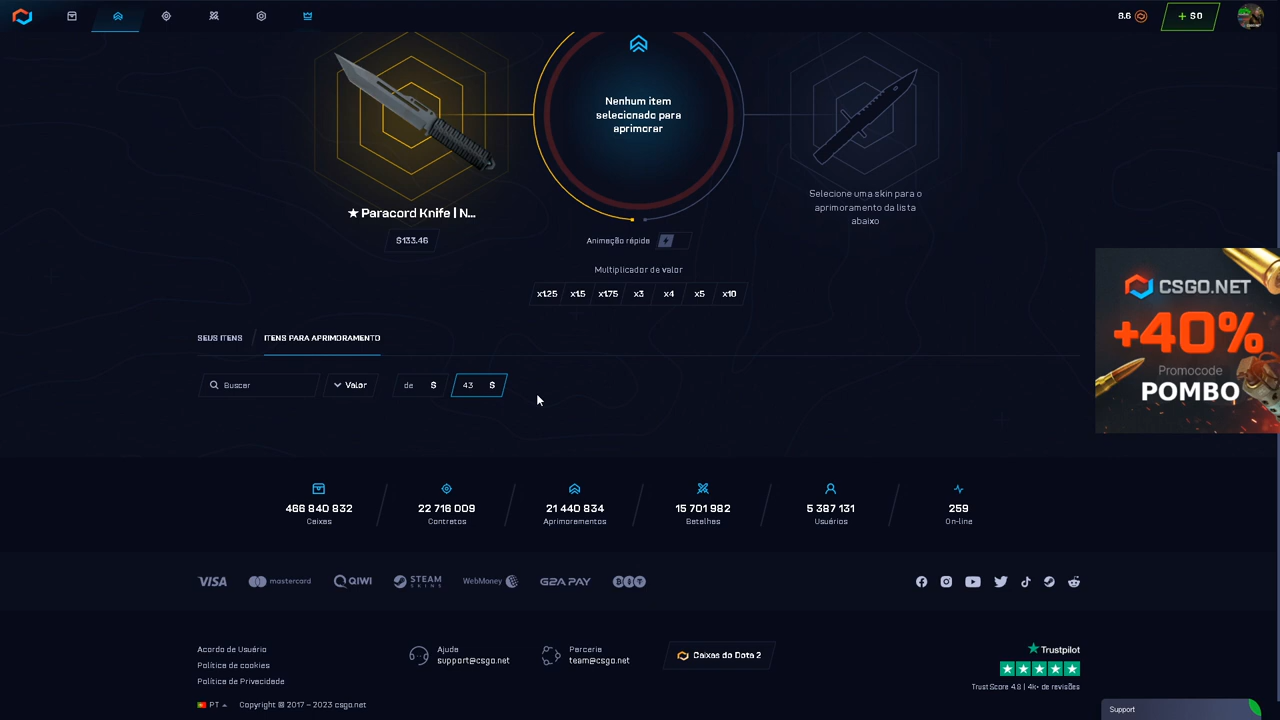 8.6
+ $0
Nenhum item
selecionado para
aprimorar
★ Paracord Knife | N...
$133.46
Selecione uma skin para o
aprimoramento da lista
abaixo
Animação rápida
Multiplicador de valor
x1.25 x1.5 x1.75 x3 x4 x5 x10
SEUS ITENS ITENS PARA APRIMORAMENTO
Buscar Valor de $ 43 $
CSGO.NET
+40%
Promocode
POMBO
466 840 832 22 716 009 21 440 834 15 701 982 5 387 131 259
Caixas Contratos Aprimoramentos Batalhas Usuários On-line
VISA mastercard QIWI STEAM SKINS WebMoney G2A PAY BIT
Acordo de Usuário
Política de cookies
Política de Privacidade
Ajuda
support@csgo.net
Parceria
team@csgo.net
Caixas do Dota 2
Trustpilot
TrustScore 4.8 | 4k+ de revisões
PT Copyright © 2017 – 2023 csgo.net
Support